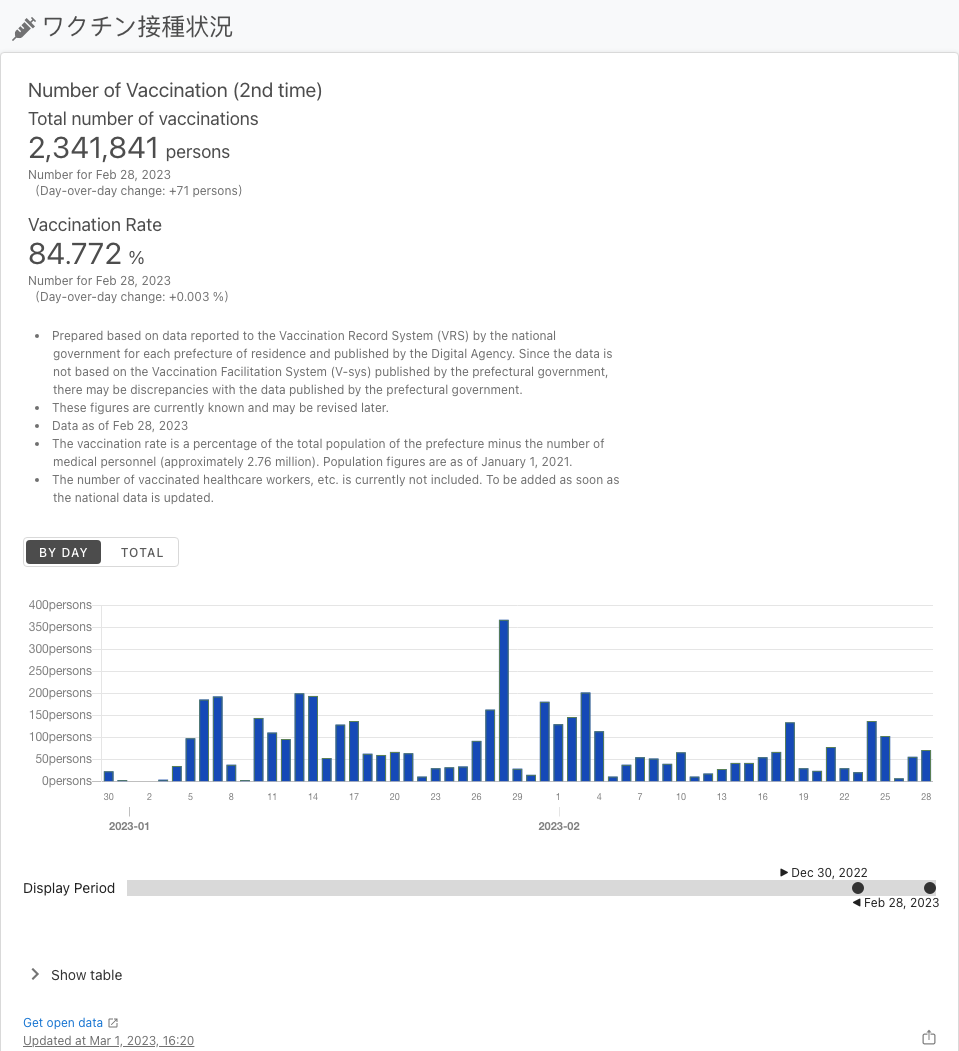 ワクチン接種状況
Number of Vaccination (2nd time)
Total number of vaccinations
2,341,841 persons
Number for Feb 28, 2023
(Day-over-day change: +71 persons)
Vaccination Rate
84.772 %
Number for Feb 28, 2023
(Day-over-day change: +0.003 %)
• Prepared based on data reported to the Vaccination Record System (VRS) by the national
government for each prefecture of residence and published by the Digital Agency. Since the data is
not based on the Vaccination Facilitation System (V-sys) published by the prefectural government,
there may be discrepancies with the data published by the prefectural government.
• These figures are currently known and may be revised later.
• Data as of Feb 28, 2023
• The vaccination rate is a percentage of the total population of the prefecture minus the number of
medical personnel (approximately 2.76 million). Population figures are as of January 1, 2021.
• The number of vaccinated healthcare workers, etc. is currently not included. To be added as soon as
the national data is updated.
BY DAY TOTAL
400persons
350persons
300persons
250persons
200persons
150persons
100persons
50persons
0persons
30 2 5 8 11 14 17 20 23 26 29 1 4 7 10 13 16 19 22 25 28
2023-01 2023-02
Dec 30, 2022
Display Period
Feb 28, 2023
Show table
Get open data
Updated at Mar 1, 2023, 16:20